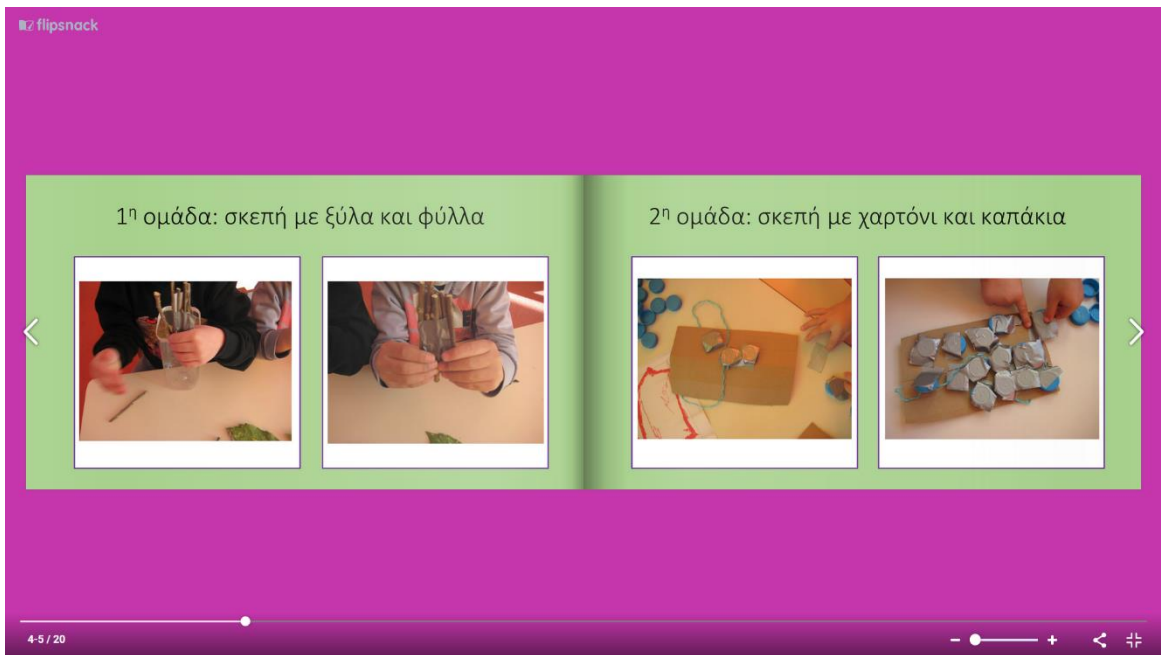 flipsnack
1η ομάδα: σκεπή με ξύλα και φύλλα
2η ομάδα: σκεπή με χαρτόνι και καπάκια
4-5 / 20